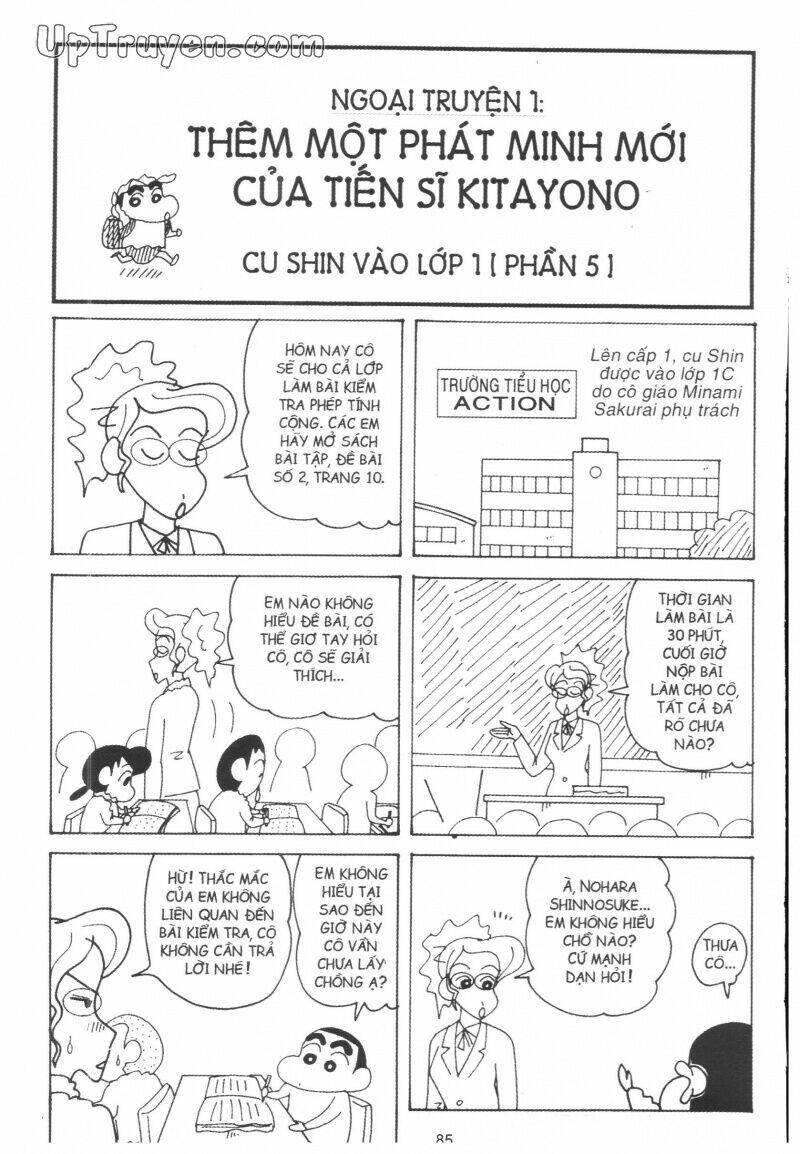 UpTruyen.com
NGOẠI TRUYỆN 1:
THÊM MỘT PHÁT MINH MỚI
CỦA TIẾN SĨ KITAYONO
CU SHIN VÀO LỚP 1 [ PHẦN 5 ]
Lên cấp 1, cu Shin
được vào lớp 1C
do cô giáo Minami
Sakurai phụ trách
TRƯỜNG TIỂU HỌC
ACTION
HÔM NAY CÔ
SẼ CHO CẢ LỚP
LÀM BÀI KIỂM
TRA PHÉP TÍNH
CỘNG. CÁC EM
HÃY MỞ SÁCH
BÀI TẬP, ĐỀ BÀI
SỐ 2, TRANG 10.
THỜI GIAN
LÀM BÀI LÀ
30 PHÚT,
CUỐI GIỜ
NỘP BÀI
LÀM CHO CÔ,
TẤT CẢ ĐÃ
RÕ CHƯA
NÀO?
EM NÀO KHÔNG
HIỂU ĐỀ BÀI, CÓ
THỂ GIƠ TAY HỎI
CÔ, CÔ SẼ GIẢI
THÍCH...
THƯA
CÔ...
À, NOHARA
SHINNOSUKE...
EM KHÔNG HIỂU
CHỖ NÀO?
CỨ MẠNH
DẠN HỎI!
EM KHÔNG
HIỂU TẠI
SAO ĐẾN
GIỜ NÀY
CÔ VẪN
CHƯA LẤY
CHỒNG Ạ?
HỪ! THẮC MẮC
CỦA EM KHÔNG
LIÊN QUAN ĐẾN
BÀI KIỂM TRA, CÔ
KHÔNG CẦN TRẢ
LỜI NHÉ!
85